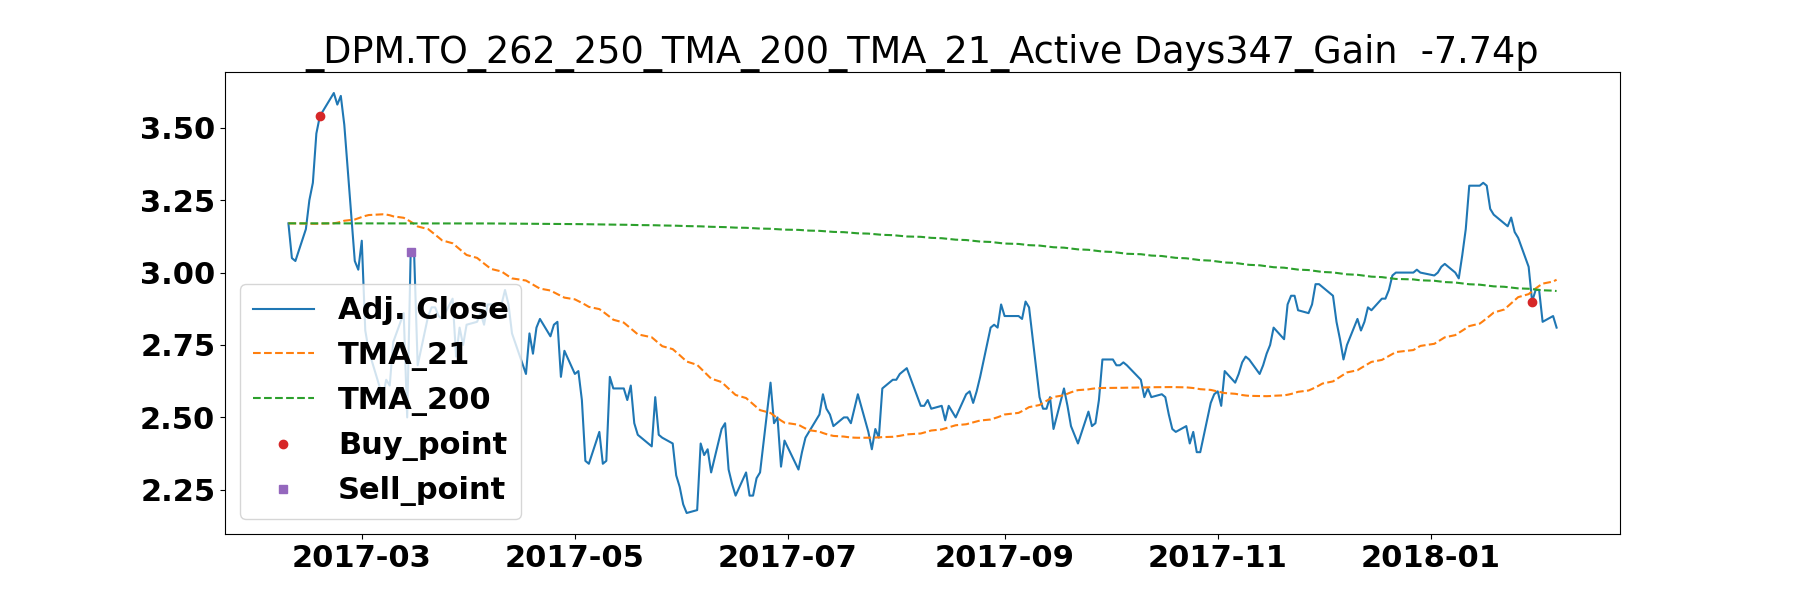 _DPM.TO_262_250_TMA_200_TMA_21_Active Days347_Gain  -7.74p
3.50
3.25
3.00
2.75
2.50
2.25
Adj. Close
TMA_21
TMA_200
Buy_point
Sell_point
2017-03 2017-05 2017-07 2017-09 2017-11 2018-01